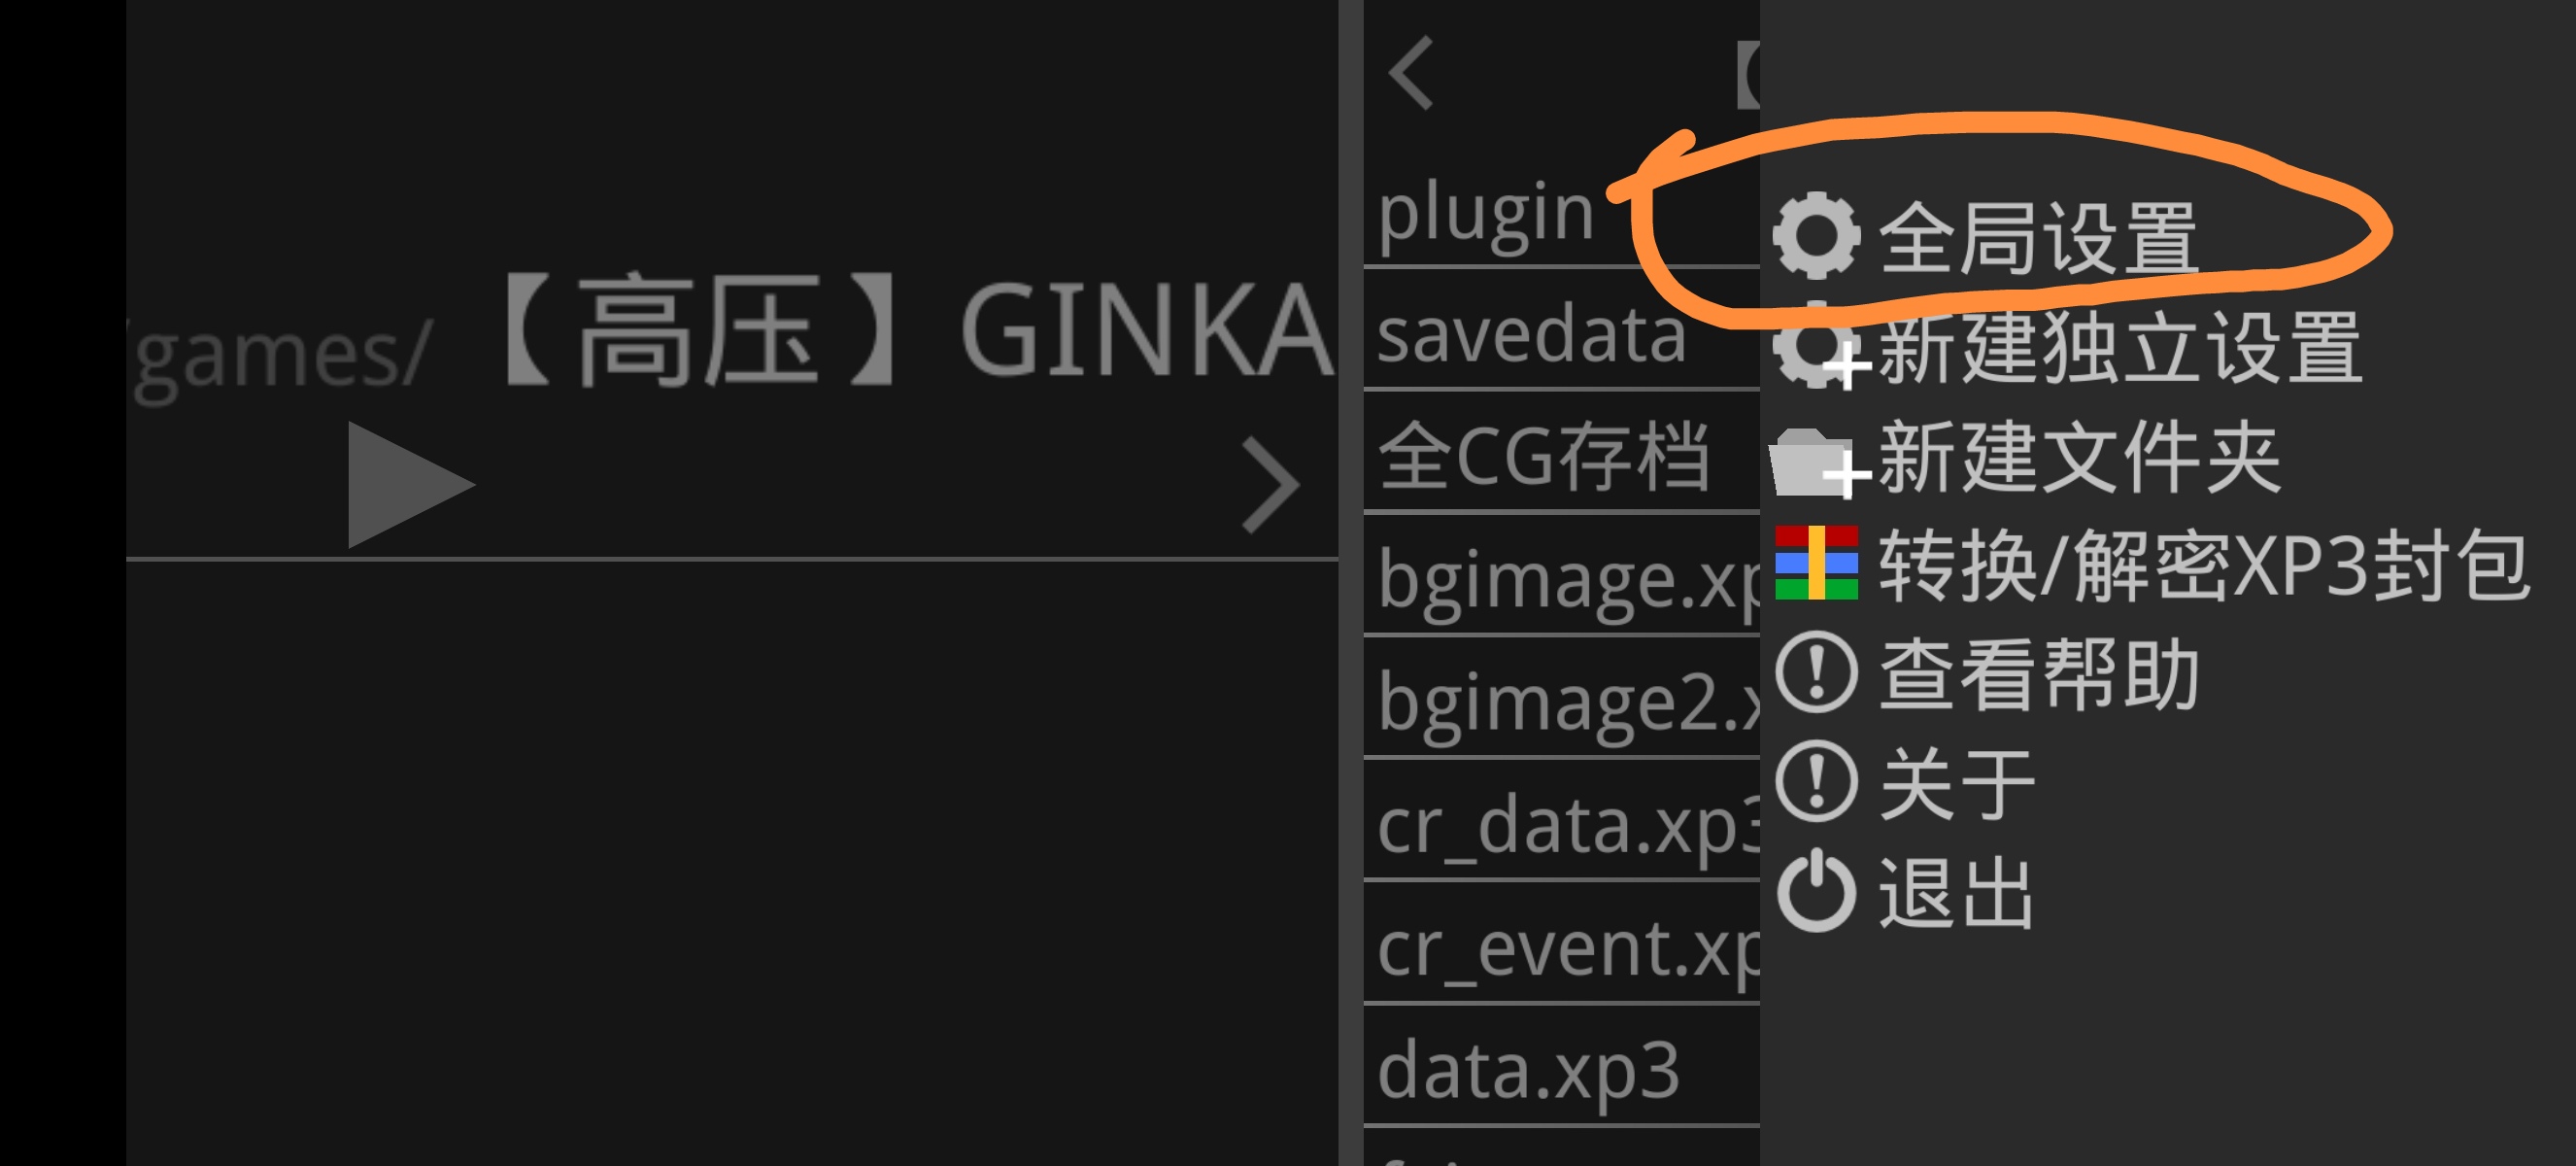 /games/【高压】GINKA
plugin
savedata
全CG存档
bgimage.xp
bgimage2.x
cr_data.xp3
cr_event.xp
data.xp3
全局设置
新建独立设置
新建文件夹
转换/解密XP3封包
查看帮助
关于
退出